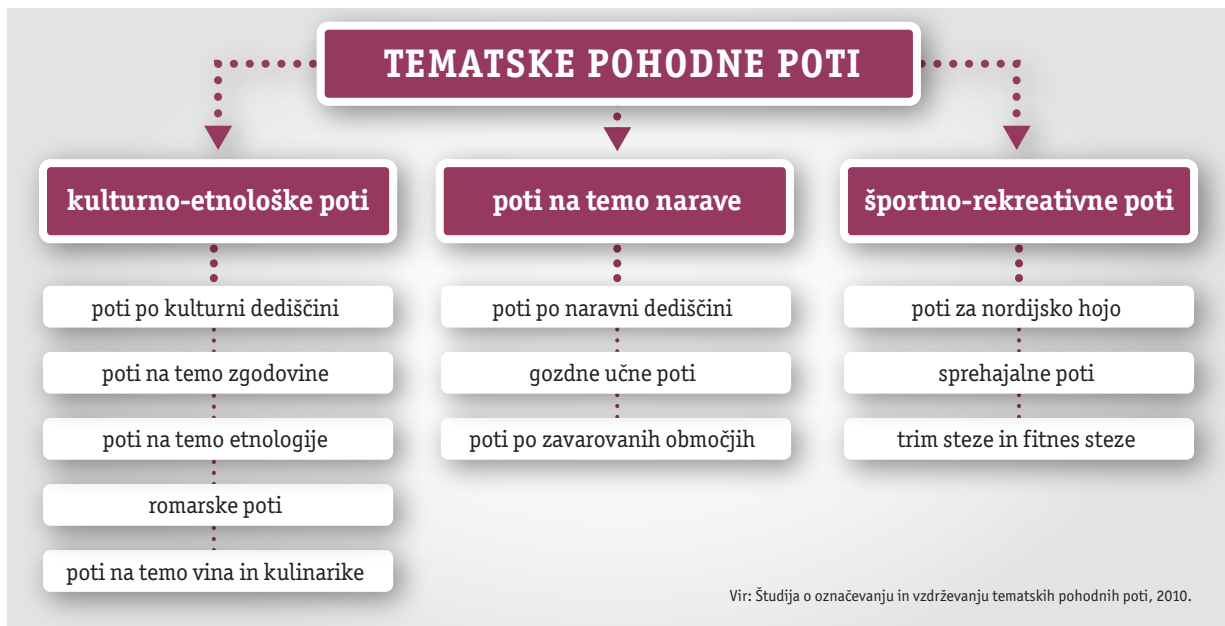 TEMATSKE POHODNE POTI
kulturno-etnološke poti
poti po kulturni dediščini
poti na temo zgodovine
poti na temo etnologije
romarske poti
poti na temo vina in kulinarike
poti na temo narave
poti po naravni dediščini
gozdne učne poti
poti po zavarovanih območjih
športno-rekreativne poti
poti za nordijsko hojo
sprehajalne poti
trim steze in fitnes steze
Vir: Študija o označevanju in vzdrževanju tematskih pohodnih poti, 2010.